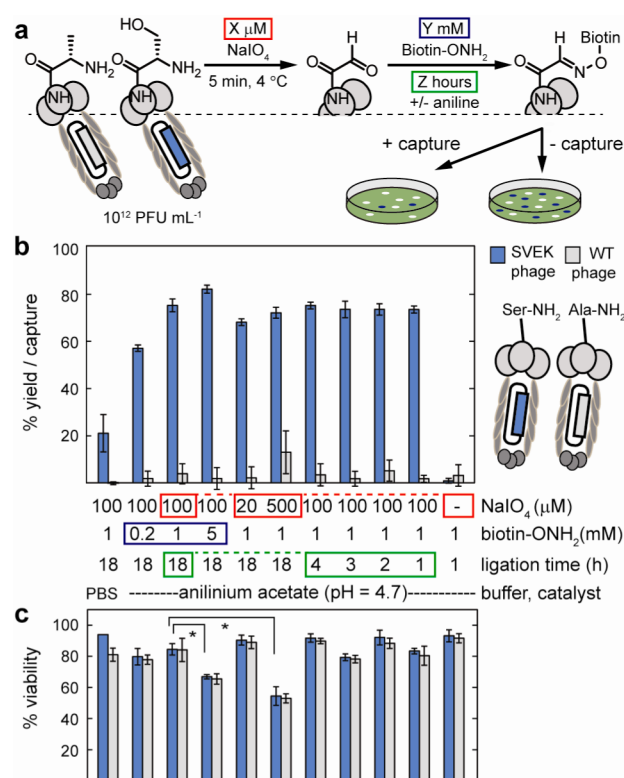 a
HO
NH₂
NH₂
O
O
NH
NH
10¹² PFU mL⁻¹
X µM
NaIO₄
5 min, 4 °C
H
O
O
NH
Y mM
Biotin-ONH₂
Z hours
+/- aniline
Biotin
H
O
N
O
NH
+ capture
- capture
b
% yield / capture
100
80
60
40
20
SVEK phage
WT phage
Ser-NH₂ Ala-NH₂
100 100 100 100 20 500 100 100 100 100 - NaIO₄ (µM)
1 0.2 1 5 1 1 1 1 1 1 1 biotin-ONH₂(mM)
18 18 18 18 18 18 4 3 2 1 1 ligation time (h)
PBS --------anilinium acetate (pH = 4.7)----------- buffer, catalyst
c
% viability
100
80
60
40
20
* *